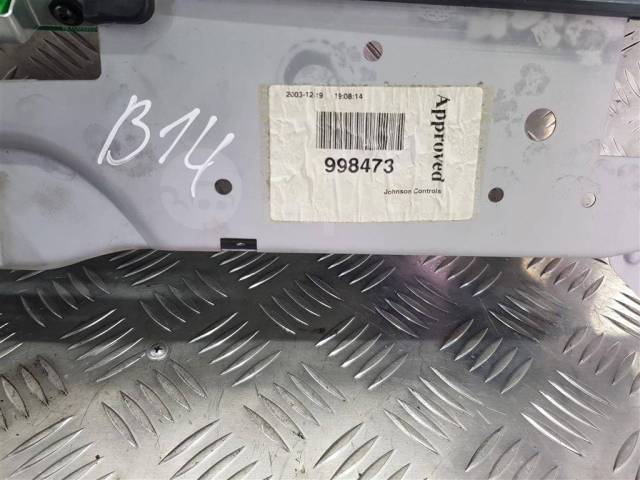 B14
2003-12-19 19:08:14
998473
Approved
Johnson Controls